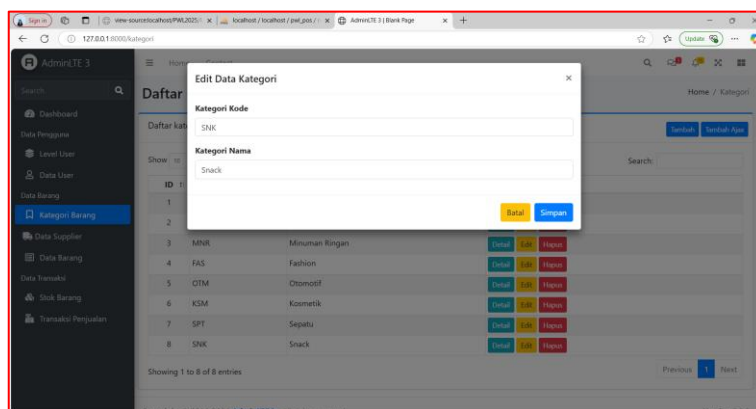 Sign in
view-source:localhost/PWL2025/
localhost / localhost / pwl_pos /
AdminLTE 3 | Blank Page
127.0.0.1:8000/kategori
Update
AdminLTE 3
Search
Dashboard
Data Pengguna
Level User
Data User
Data Barang
Kategori Barang
Data Supplier
Data Barang
Data Transaksi
Stok Barang
Transaksi Penjualan
Home
Daftar
Home / Kategori
Daftar kat
Tambah Tambah Ajax
Show
Search:
Edit Data Kategori
Kategori Kode
SNK
Kategori Nama
Snack
Batal Simpan
ID
1
2
3 MNR Minuman Ringan Detail Edit Hapus
4 FAS Fashion Detail Edit Hapus
5 OTM Otomotif Detail Edit Hapus
6 KSM Kosmetik Detail Edit Hapus
7 SPT Sepatu Detail Edit Hapus
8 SNK Snack Detail Edit Hapus
Showing 1 to 8 of 8 entries
Previous 1 Next